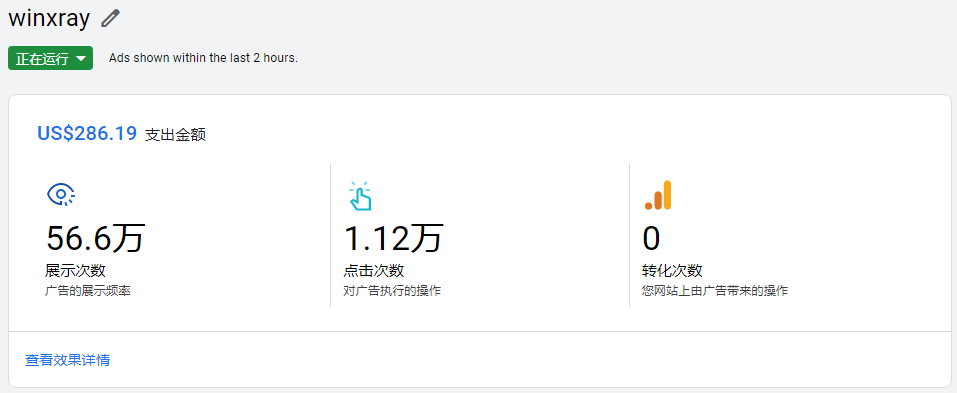 winxray
正在运行 Ads shown within the last 2 hours.
US$286.19 支出金额
56.6万 1.12万 0
展示次数 点击次数 转化次数
广告的展示频率 对广告执行的操作 您网站上由广告带来的操作
查看效果详情